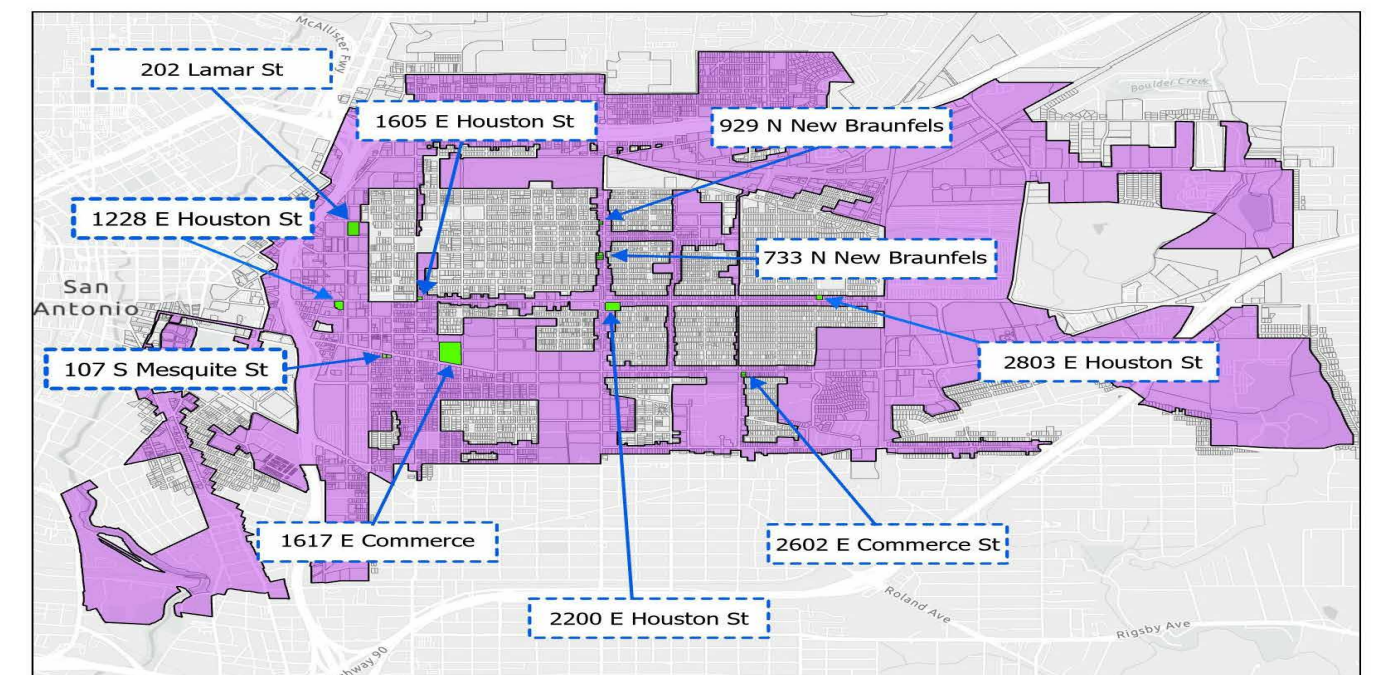 McAllister Fwy
202 Lamar St
Boulder Creek
1605 E Houston St
929 N New Braunfels
1228 E Houston St
733 N New Braunfels
San
Antonio
107 S Mesquite St
2803 E Houston St
1617 E Commerce
2602 E Commerce St
2200 E Houston St
Roland Ave
Rigsby Ave
hway 90